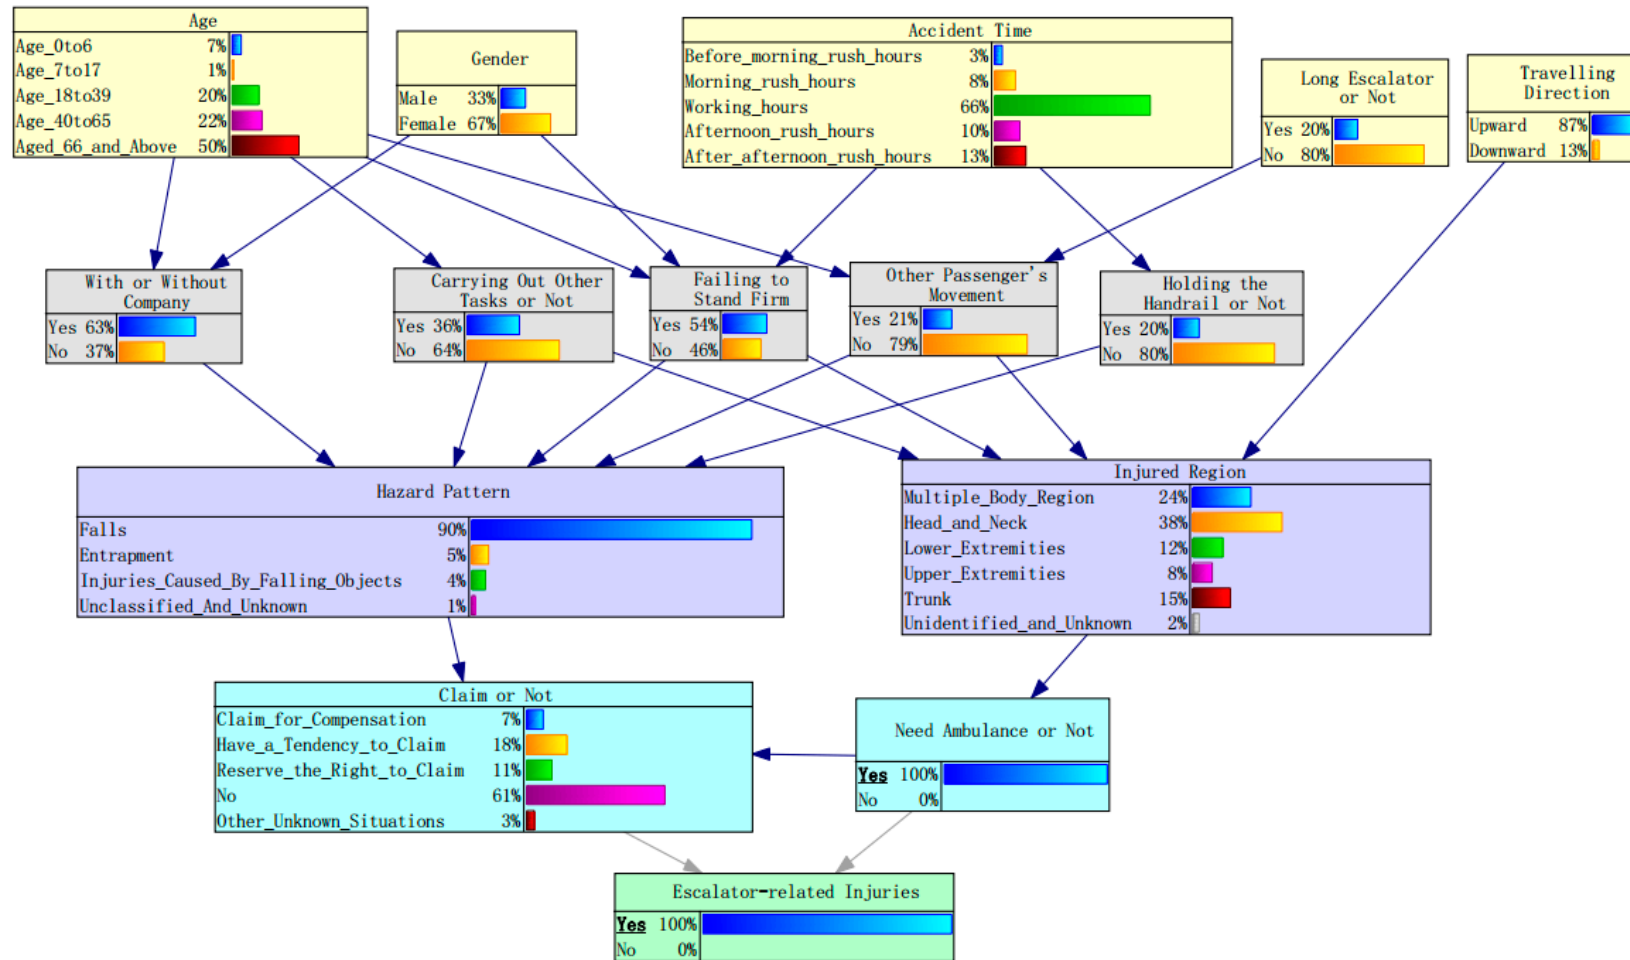 Age
Age_0to6 7%
Age_7to17 1%
Age_18to39 20%
Age_40to65 22%
Aged_66_and_Above 50%
Gender
Male 33%
Female 67%
Accident Time
Before_morning_rush_hours 3%
Morning_rush_hours 8%
Working_hours 66%
Afternoon_rush_hours 10%
After_afternoon_rush_hours 13%
Long Escalator
or Not
Yes 20%
No 80%
Travelling
Direction
Upward 87%
Downward 13%
With or Without
Company
Yes 63%
No 37%
Carrying Out Other
Tasks or Not
Yes 36%
No 64%
Failing to
Stand Firm
Yes 54%
No 46%
Other Passenger's
Movement
Yes 21%
No 79%
Holding the
Handrail or Not
Yes 20%
No 80%
Hazard Pattern
Falls 90%
Entrapment 5%
Injuries_Caused_By_Falling_Objects 4%
Unclassified_And_Unknown 1%
Injured Region
Multiple_Body_Region 24%
Head_and_Neck 38%
Lower_Extremities 12%
Upper_Extremities 8%
Trunk 15%
Unidentified_and_Unknown 2%
Claim or Not
Claim_for_Compensation 7%
Have_a_Tendency_to_Claim 18%
Reserve_the_Right_to_Claim 11%
No 61%
Other_Unknown_Situations 3%
Need Ambulance or Not
Yes 100%
No 0%
Escalator-related Injuries
Yes 100%
No 0%